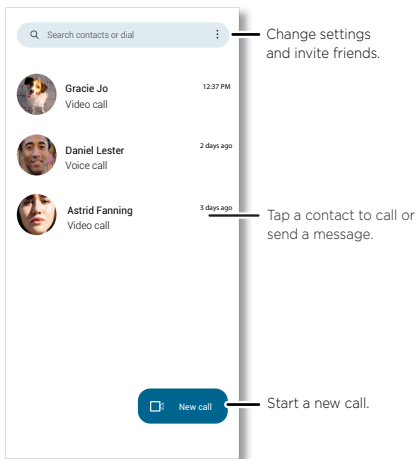 Search contacts or dial
Change settings
and invite friends.
Gracie Jo
12:37 PM
Video call
Daniel Lester
2 days ago
Voice call
Astrid Fanning
3 days ago
Video call
Tap a contact to call or
send a message.
New call
Start a new call.